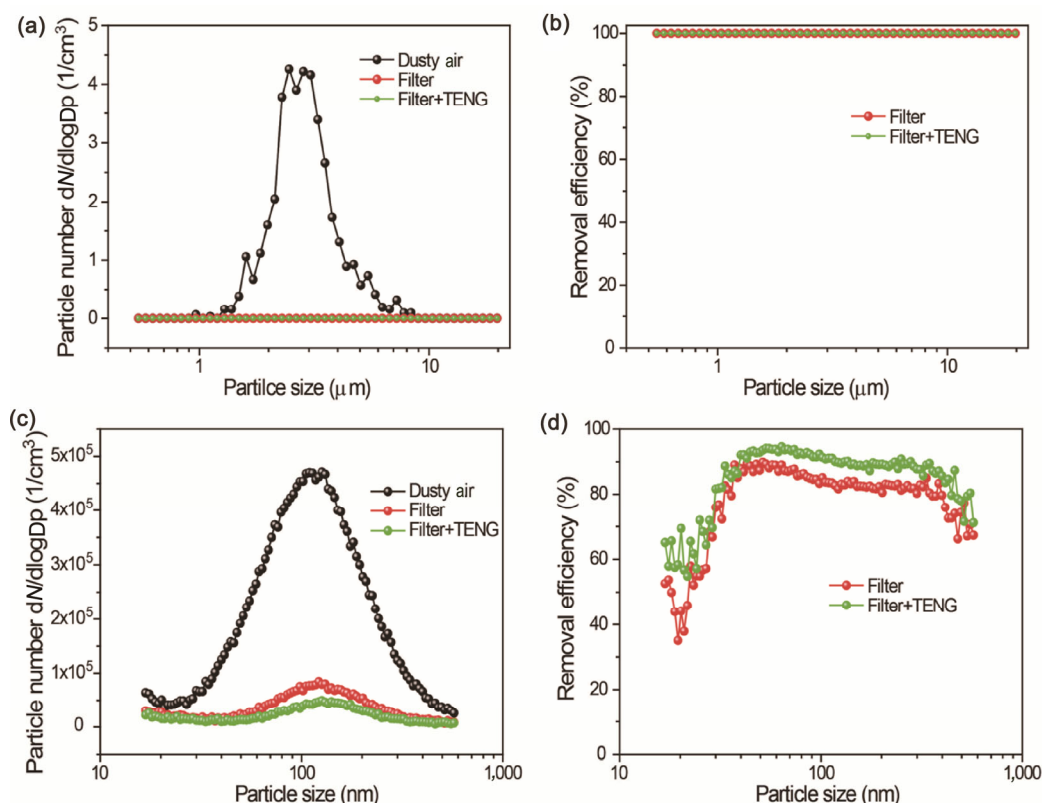 (a)
Particle number dN/dlogDp (1/cm³)
5
4
3
2
1
0
Dusty air
Filter
Filter+TENG
1
10
Partilce size (μm)
(b)
Removal efficiency (%)
100
80
60
40
20
0
Filter
Filter+TENG
1
10
Particle size (μm)
(c)
Particle number dN/dlogDp (1/cm³)
5x10⁵
4x10⁵
3x10⁵
2x10⁵
1x10⁵
0
Dusty air
Filter
Filter+TENG
10
100
1,000
Particle size (nm)
(d)
Removal efficiency (%)
100
80
60
40
20
0
Filter
Filter+TENG
10
100
1,000
Particle size (nm)